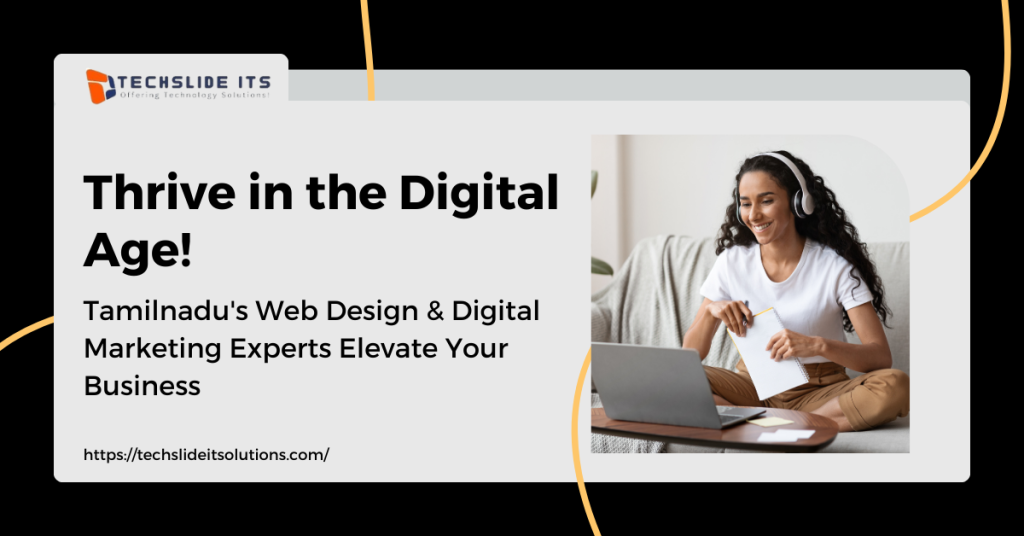 TECHSLIDE ITS
Offering Technology Solutions!
Thrive in the Digital
Age!
Tamilnadu's Web Design & Digital
Marketing Experts Elevate Your
Business
https://techslideitsolutions.com/